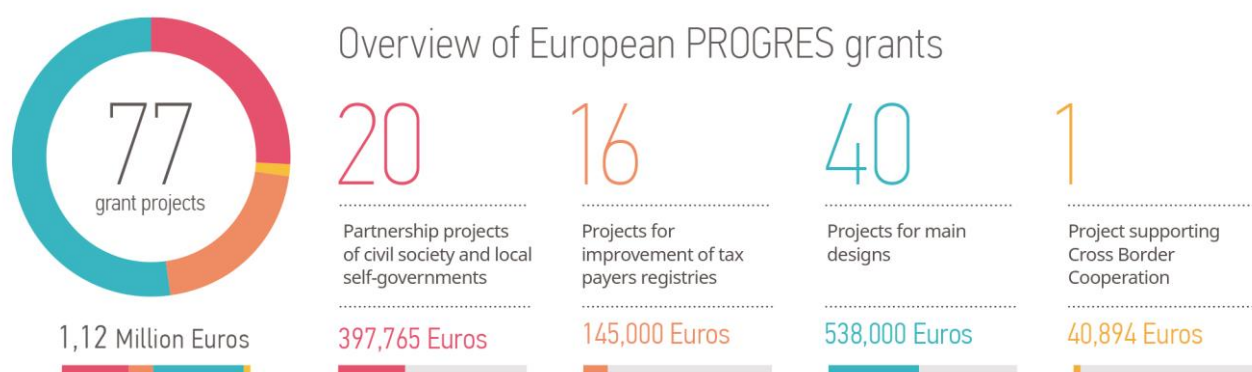 Overview of European PROGRES grants
77
grant projects
1,12 Million Euros
20
Partnership projects
of civil society and local
self-governments
397,765 Euros
16
Projects for
improvement of tax
payers registries
145,000 Euros
40
Projects for main
designs
538,000 Euros
1
Project supporting
Cross Border
Cooperation
40,894 Euros